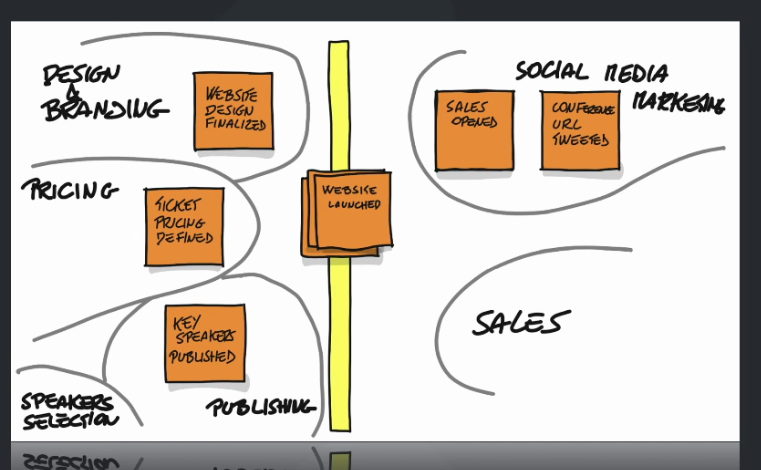 DESIGN
&
BRANDING
WEBSITE
DESIGN
FINALIZED
PRICING
TICKET
PRICING
DEFINED
KEY
SPEAKERS
PUBLISHED
SPEAKERS
SELECTION
PUBLISHING
WEBSITE
LAUNCHED
SOCIAL MEDIA
MARKETING
SALES
OPENED
CONFERENCE
URL
TWEETED
SALES